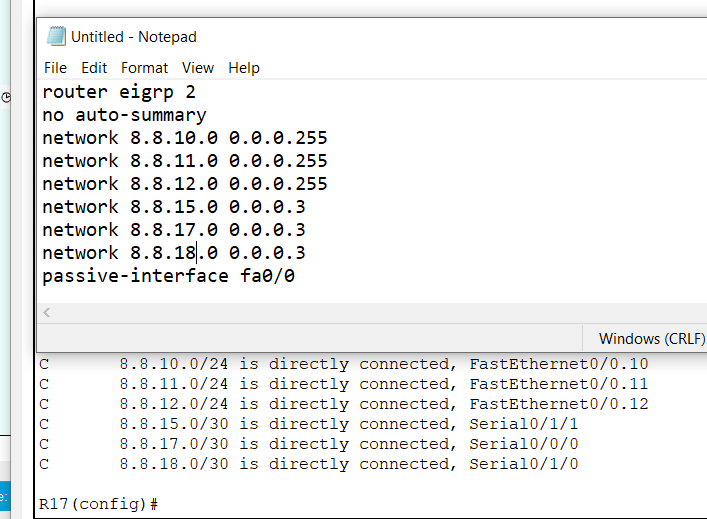 Untitled - Notepad
File Edit Format View Help
router eigrp 2
no auto-summary
network 8.8.10.0 0.0.0.255
network 8.8.11.0 0.0.0.255
network 8.8.12.0 0.0.0.255
network 8.8.15.0 0.0.0.3
network 8.8.17.0 0.0.0.3
network 8.8.18.0 0.0.0.3
passive-interface fa0/0
Windows (CRLF)
C 8.8.10.0/24 is directly connected, FastEthernet0/0.10
C 8.8.11.0/24 is directly connected, FastEthernet0/0.11
C 8.8.12.0/24 is directly connected, FastEthernet0/0.12
C 8.8.15.0/30 is directly connected, Serial0/1/1
C 8.8.17.0/30 is directly connected, Serial0/0/0
C 8.8.18.0/30 is directly connected, Serial0/1/0
R17(config)#